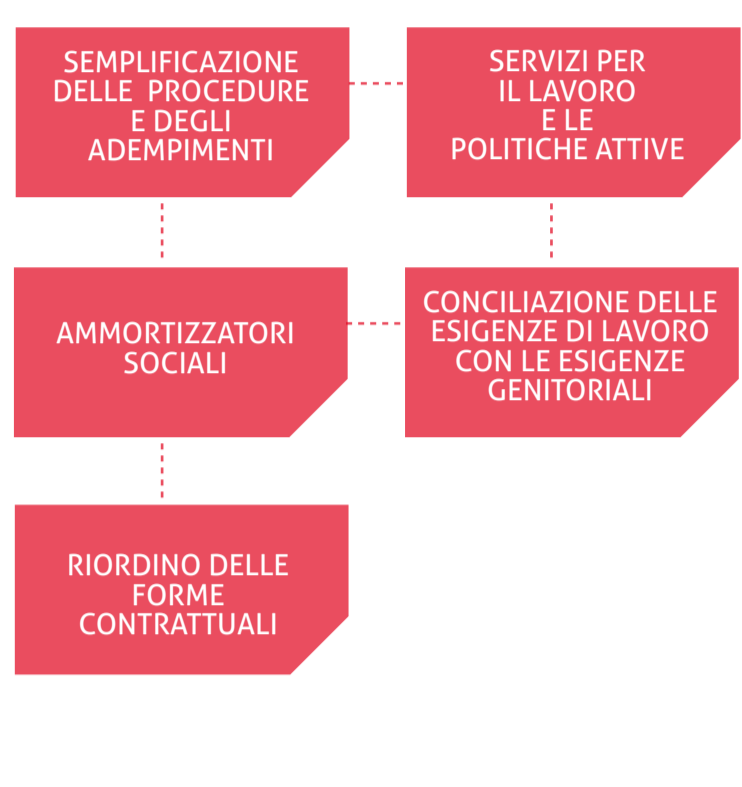 SEMPLIFICAZIONE
DELLE PROCEDURE
E DEGLI
ADEMPIMENTI
SERVIZI PER
IL LAVORO
E LE
POLITICHE ATTIVE
AMMORTIZZATORI
SOCIALI
CONCILIAZIONE DELLE
ESIGENZE DI LAVORO
CON LE ESIGENZE
GENITORIALI
RIORDINO DELLE
FORME
CONTRATTUALI